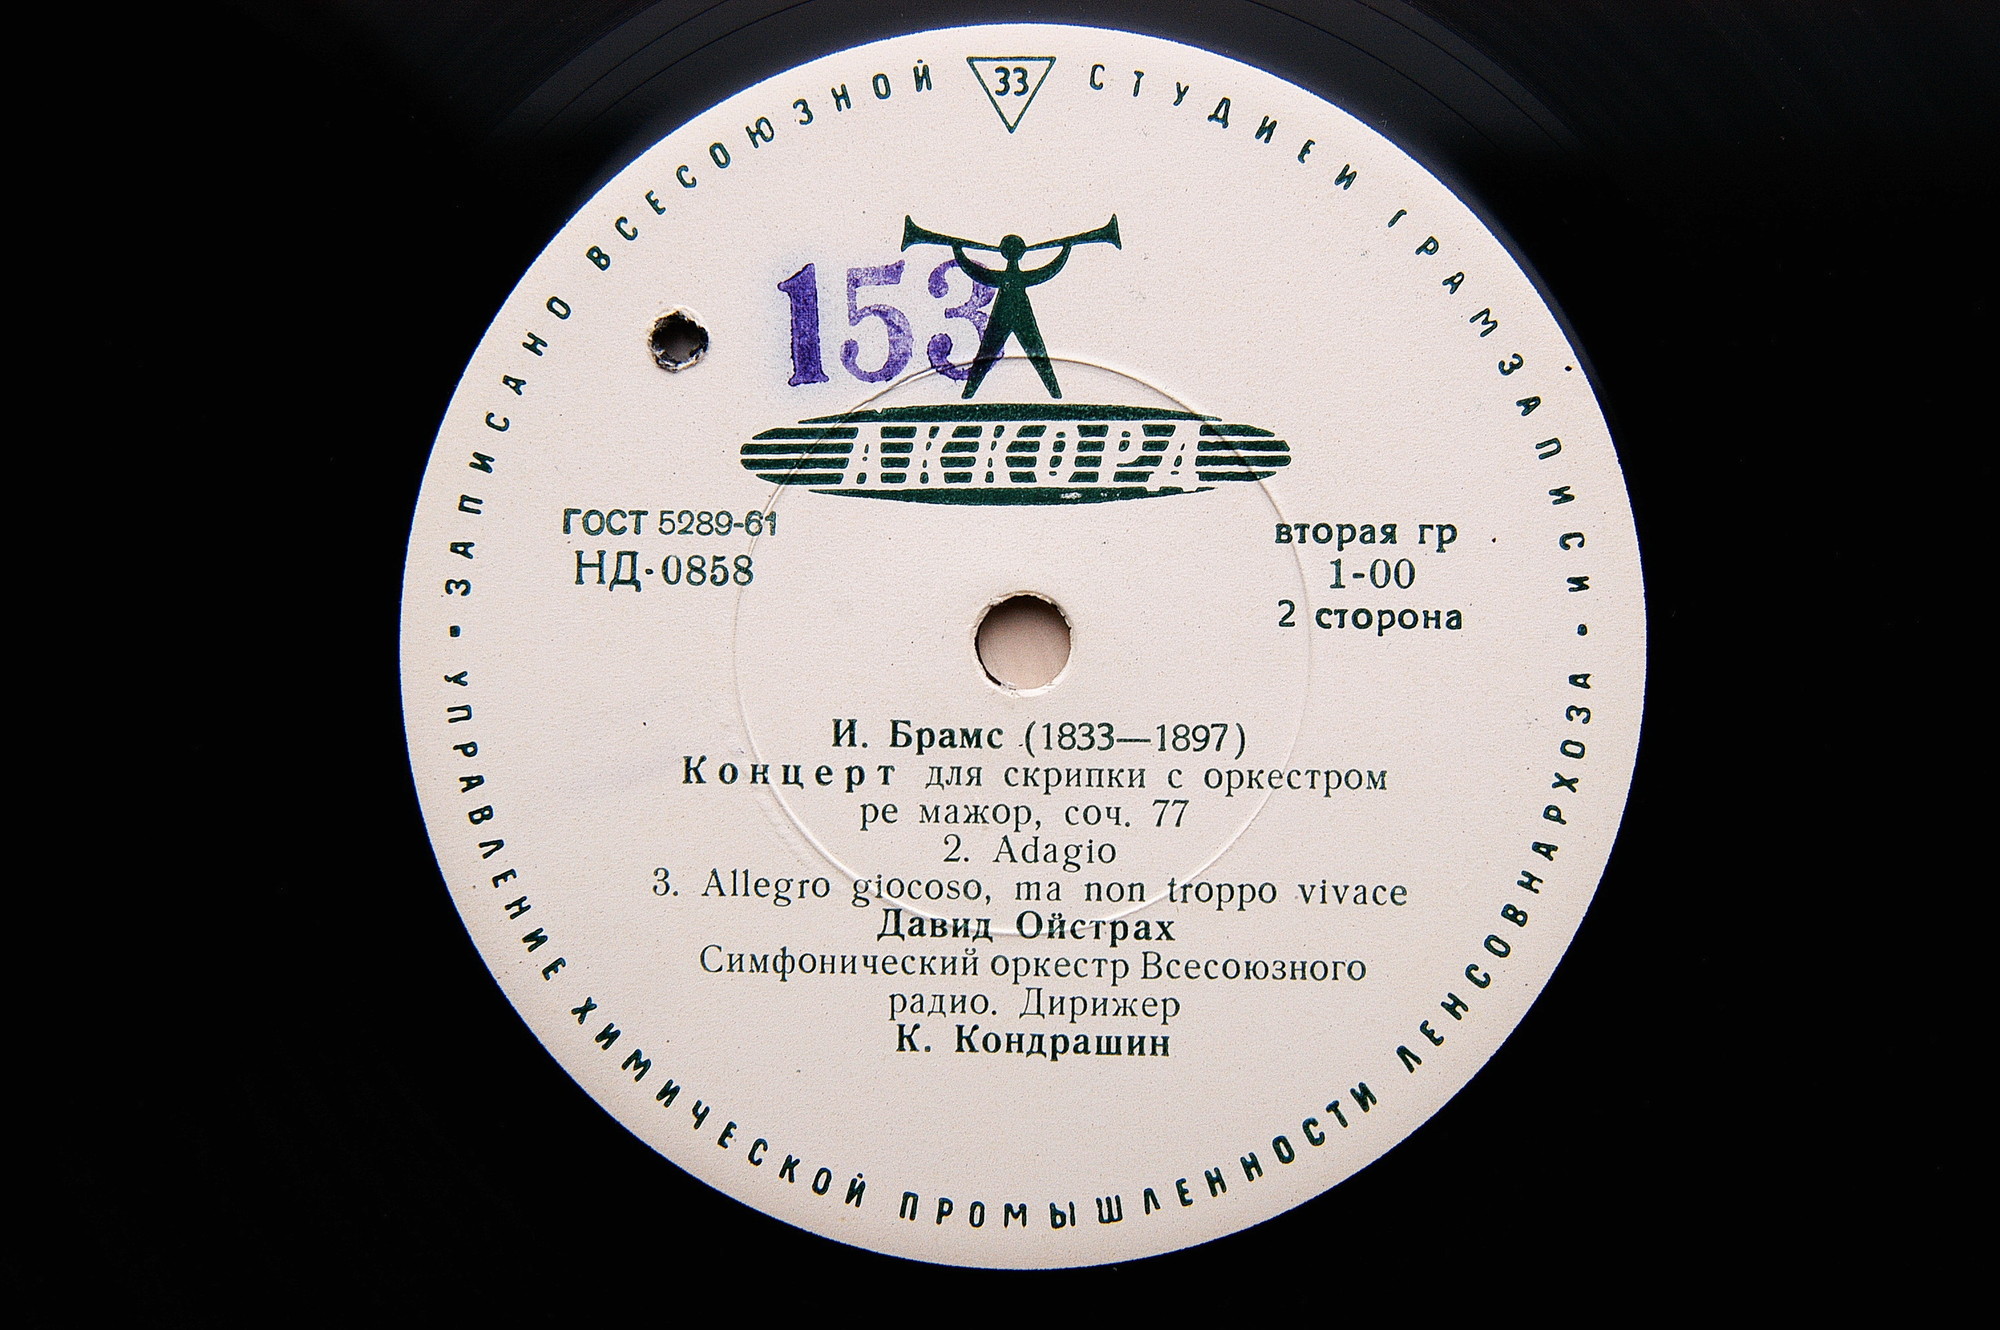 ЗАПИСАНО ВСЕСОЮЗНОЙ 33 СТУДИЕЙ ГРАМЗАПИСИ
153
АККОРД
ГОСТ 5289-61
НД-0858
вторая гр
1-00
2 сторона
И. Брамс (1833—1897)
Концерт для скрипки с оркестром
ре мажор, соч. 77
2. Adagio
3. Allegro giocoso, ma non troppo vivace
Давид Ойстрах
Симфонический оркестр Всесоюзного
радио. Дирижер
К. Кондрашин
УПРАВЛЕНИЕ ХИМИЧЕСКОЙ ПРОМЫШЛЕННОСТИ ЛЕНСОВНАРХОЗА